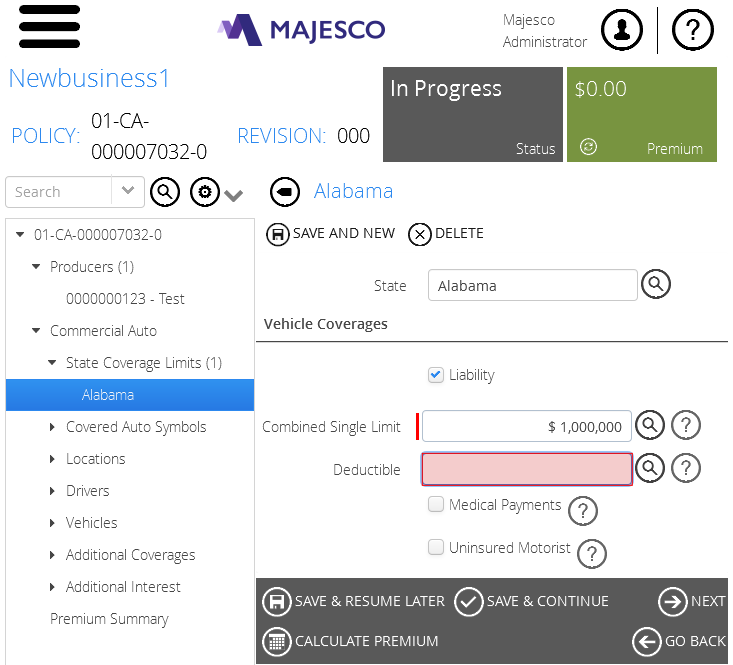 MAJESCO
Majesco
Administrator
?
Newbusiness1
POLICY: 01-CA-
000007032-0
REVISION: 000
In Progress
Status
$0.00
Premium
Search
Alabama
SAVE AND NEW DELETE
01-CA-000007032-0
Producers (1)
0000000123 - Test
Commercial Auto
State Coverage Limits (1)
Alabama
Covered Auto Symbols
Locations
Drivers
Vehicles
Additional Coverages
Additional Interest
Premium Summary
State Alabama
Vehicle Coverages
Liability
Combined Single Limit $ 1,000,000 ?
Deductible ?
Medical Payments ?
Uninsured Motorist ?
SAVE & RESUME LATER SAVE & CONTINUE NEXT
CALCULATE PREMIUM GO BACK